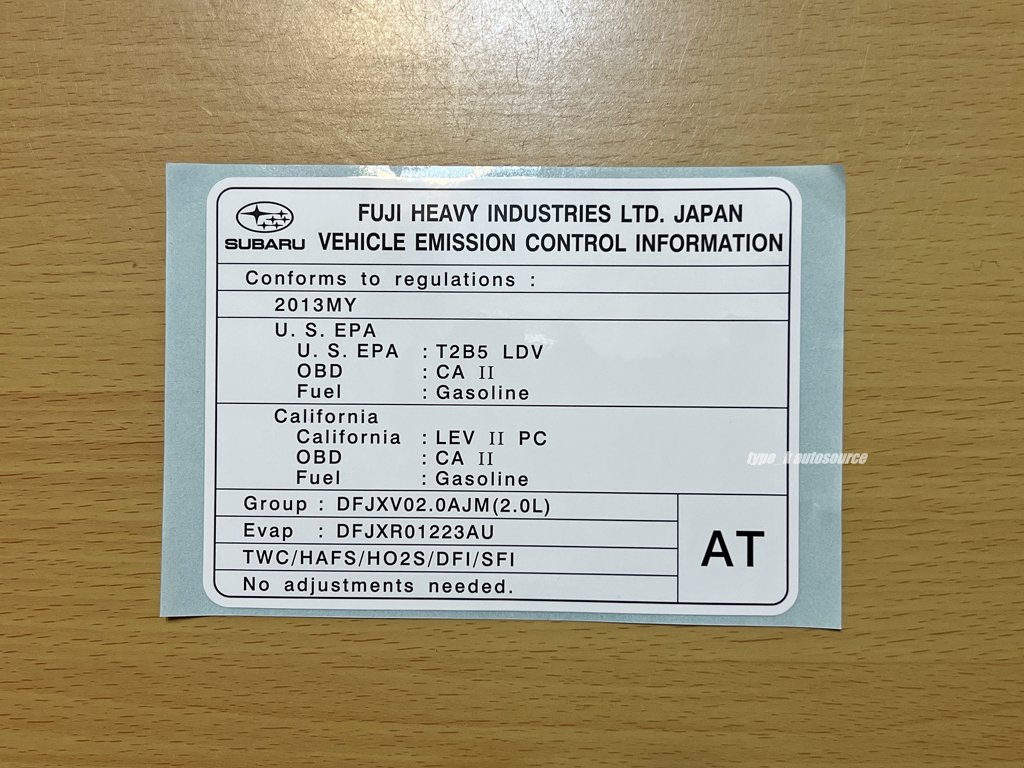 FUJI HEAVY INDUSTRIES LTD. JAPAN
SUBARU VEHICLE EMISSION CONTROL INFORMATION
Conforms to regulations :
2013MY
U. S. EPA
U. S. EPA : T2B5 LDV
OBD : CA II
Fuel : Gasoline
California
California : LEV II PC
OBD : CA II
Fuel : Gasoline
Group : DFJXV02.0AJM(2.0L)
Evap : DFJXR01223AU
TWC/HAFS/HO2S/DFI/SFI
No adjustments needed.
AT
autosource